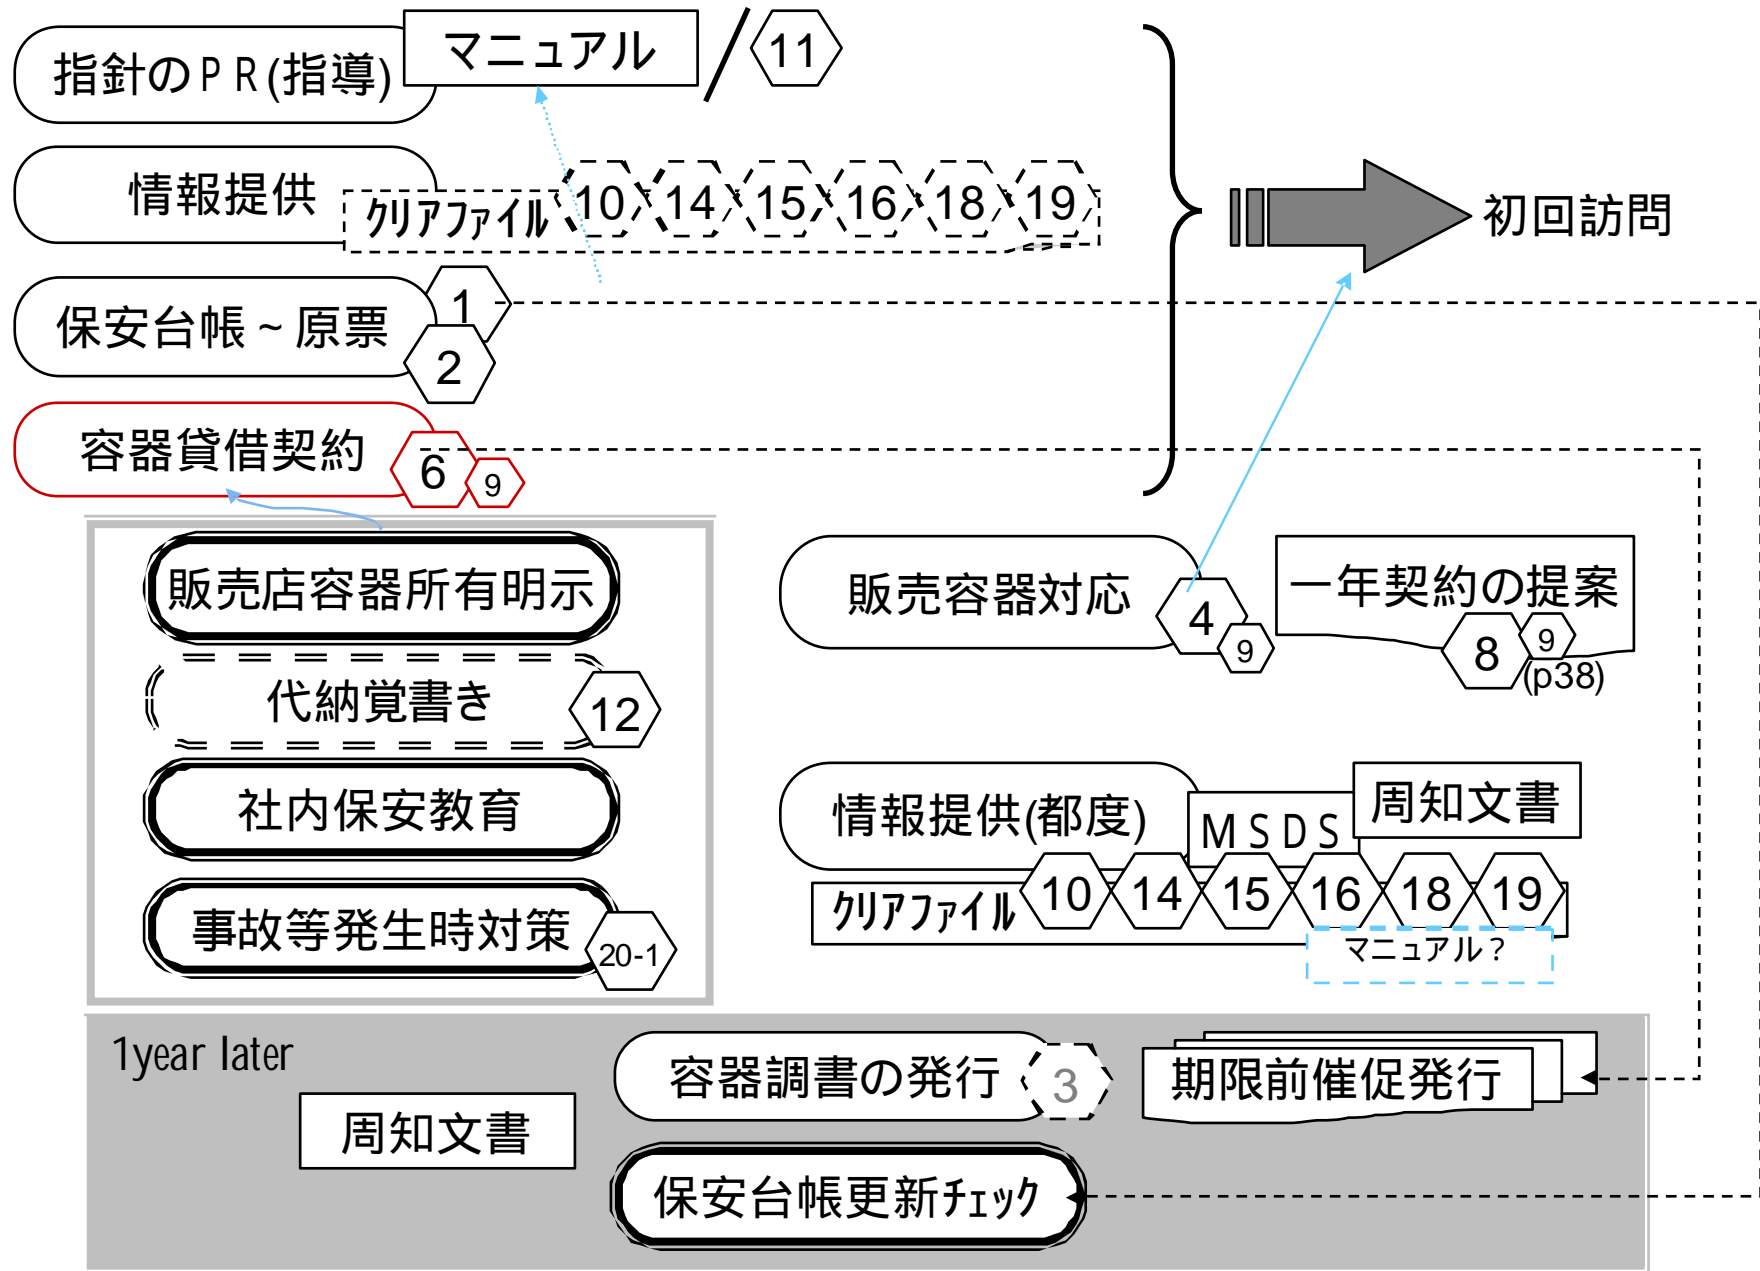 指針のPR(指導)
マニュアル
11
情報提供
クリアファイル
10 14 15 16 18 19
初回訪問
保安台帳~原票
1
2
容器貸借契約
6
9
販売店容器所有明示
代納覚書き
12
社内保安教育
事故等発生時対策
20-1
販売容器対応
4
9
一年契約の提案
8
9
(p38)
情報提供(都度)
MSDS
周知文書
クリアファイル
10 14 15 16 18 19
マニュアル?
1year later
周知文書
容器調書の発行
3
期限前催促発行
保安台帳更新チェック